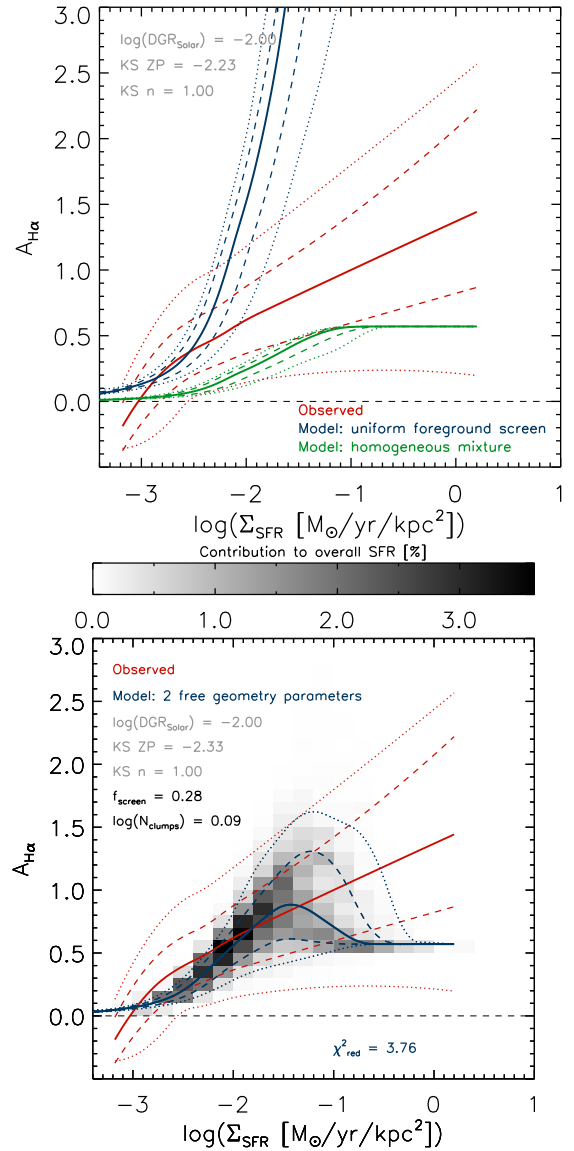 3.0
2.5
2.0
1.5
1.0
0.5
0.0
A_Hα
log(DGR_Solar) = −2.00
KS ZP = −2.23
KS n = 1.00
Observed
Model: uniform foreground screen
Model: homogeneous mixture
−3 −2 −1 0 1
log(Σ_SFR [M_⊙/yr/kpc²])
Contribution to overall SFR [%]
0.0 1.0 2.0 3.0
3.0
2.5
2.0
1.5
1.0
0.5
0.0
A_Hα
Observed
Model: 2 free geometry parameters
log(DGR_Solar) = −2.00
KS ZP = −2.33
KS n = 1.00
f_screen = 0.28
log(N_clumps) = 0.09
χ²_red = 3.76
−3 −2 −1 0 1
log(Σ_SFR [M_⊙/yr/kpc²])